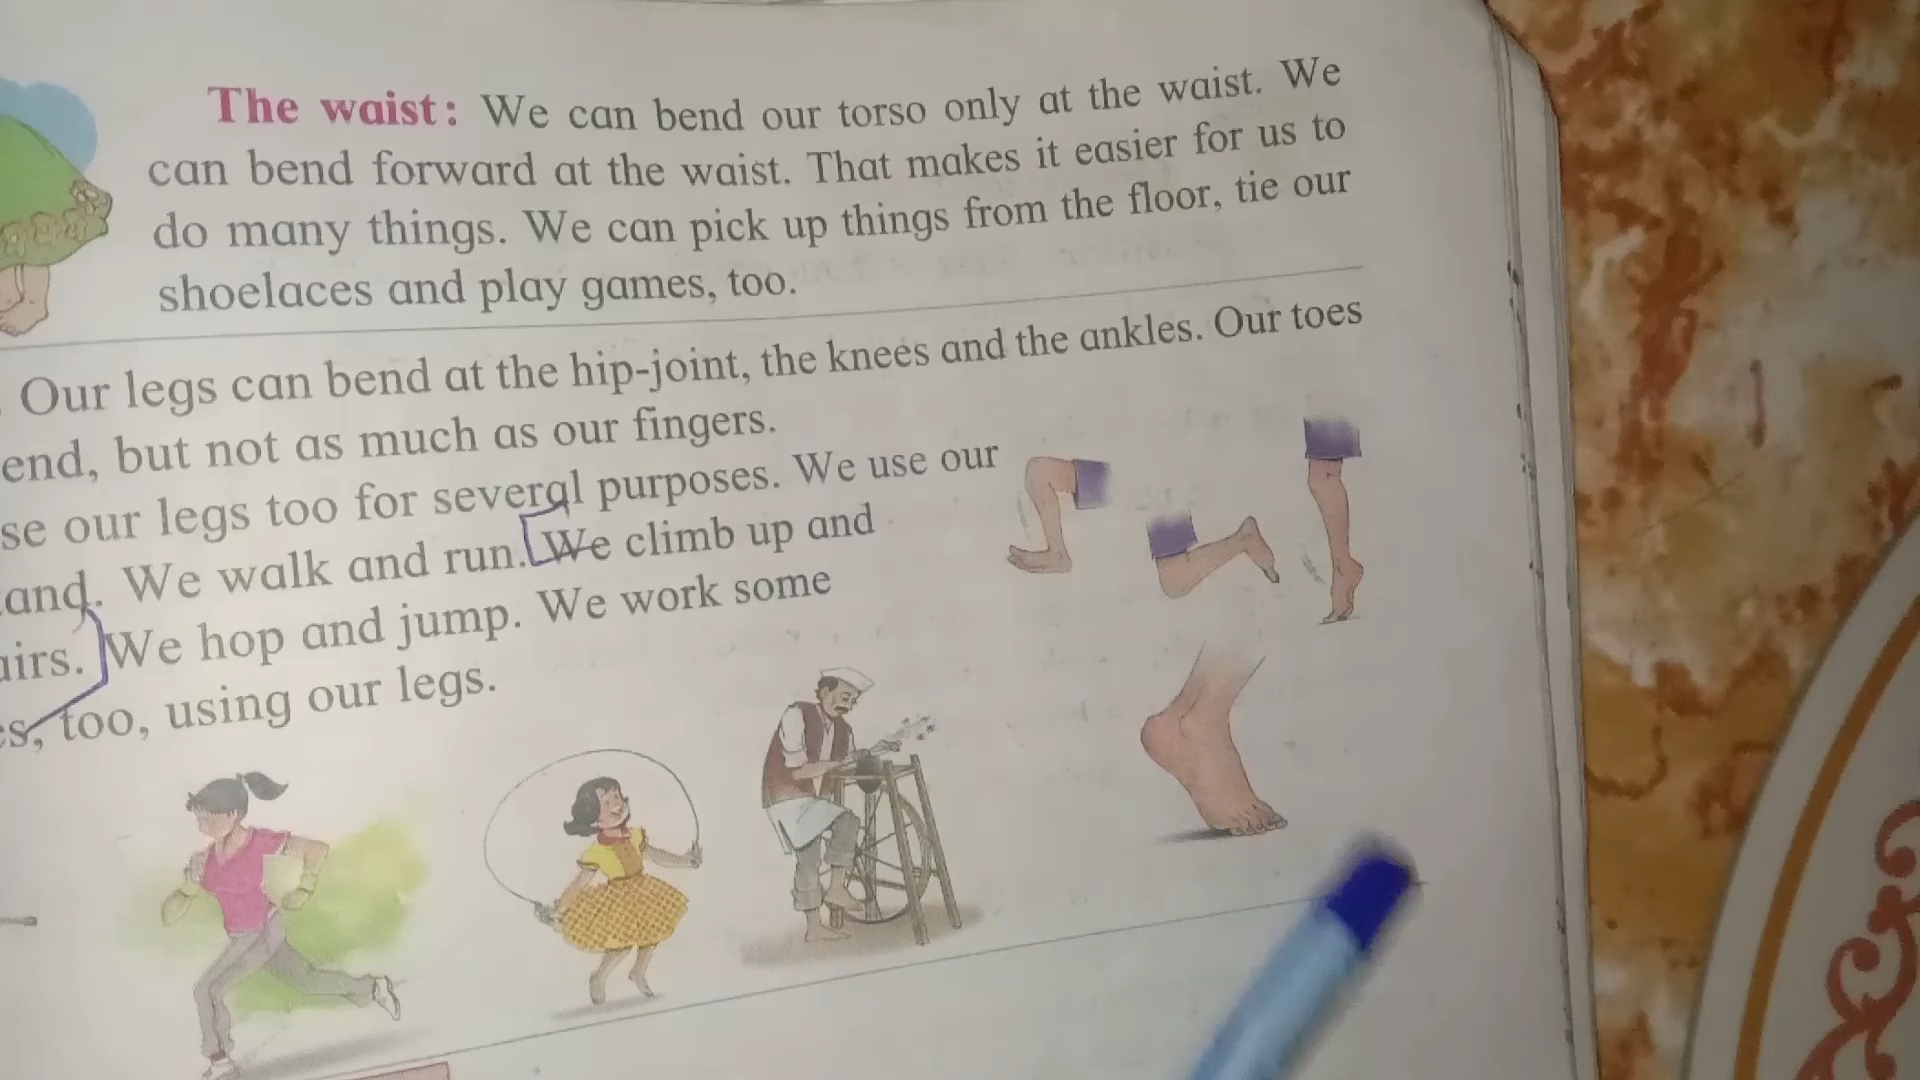 The waist: We can bend our torso only at the waist. We
can bend forward at the waist. That makes it easier for us to
do many things. We can pick up things from the floor, tie our
shoelaces and play games, too.
Our legs can bend at the hip-joint, the knees and the ankles. Our toes
end, but not as much as our fingers.
se our legs too for several purposes. We use our
and. We walk and run. We climb up and
airs. We hop and jump. We work some
s, too, using our legs.